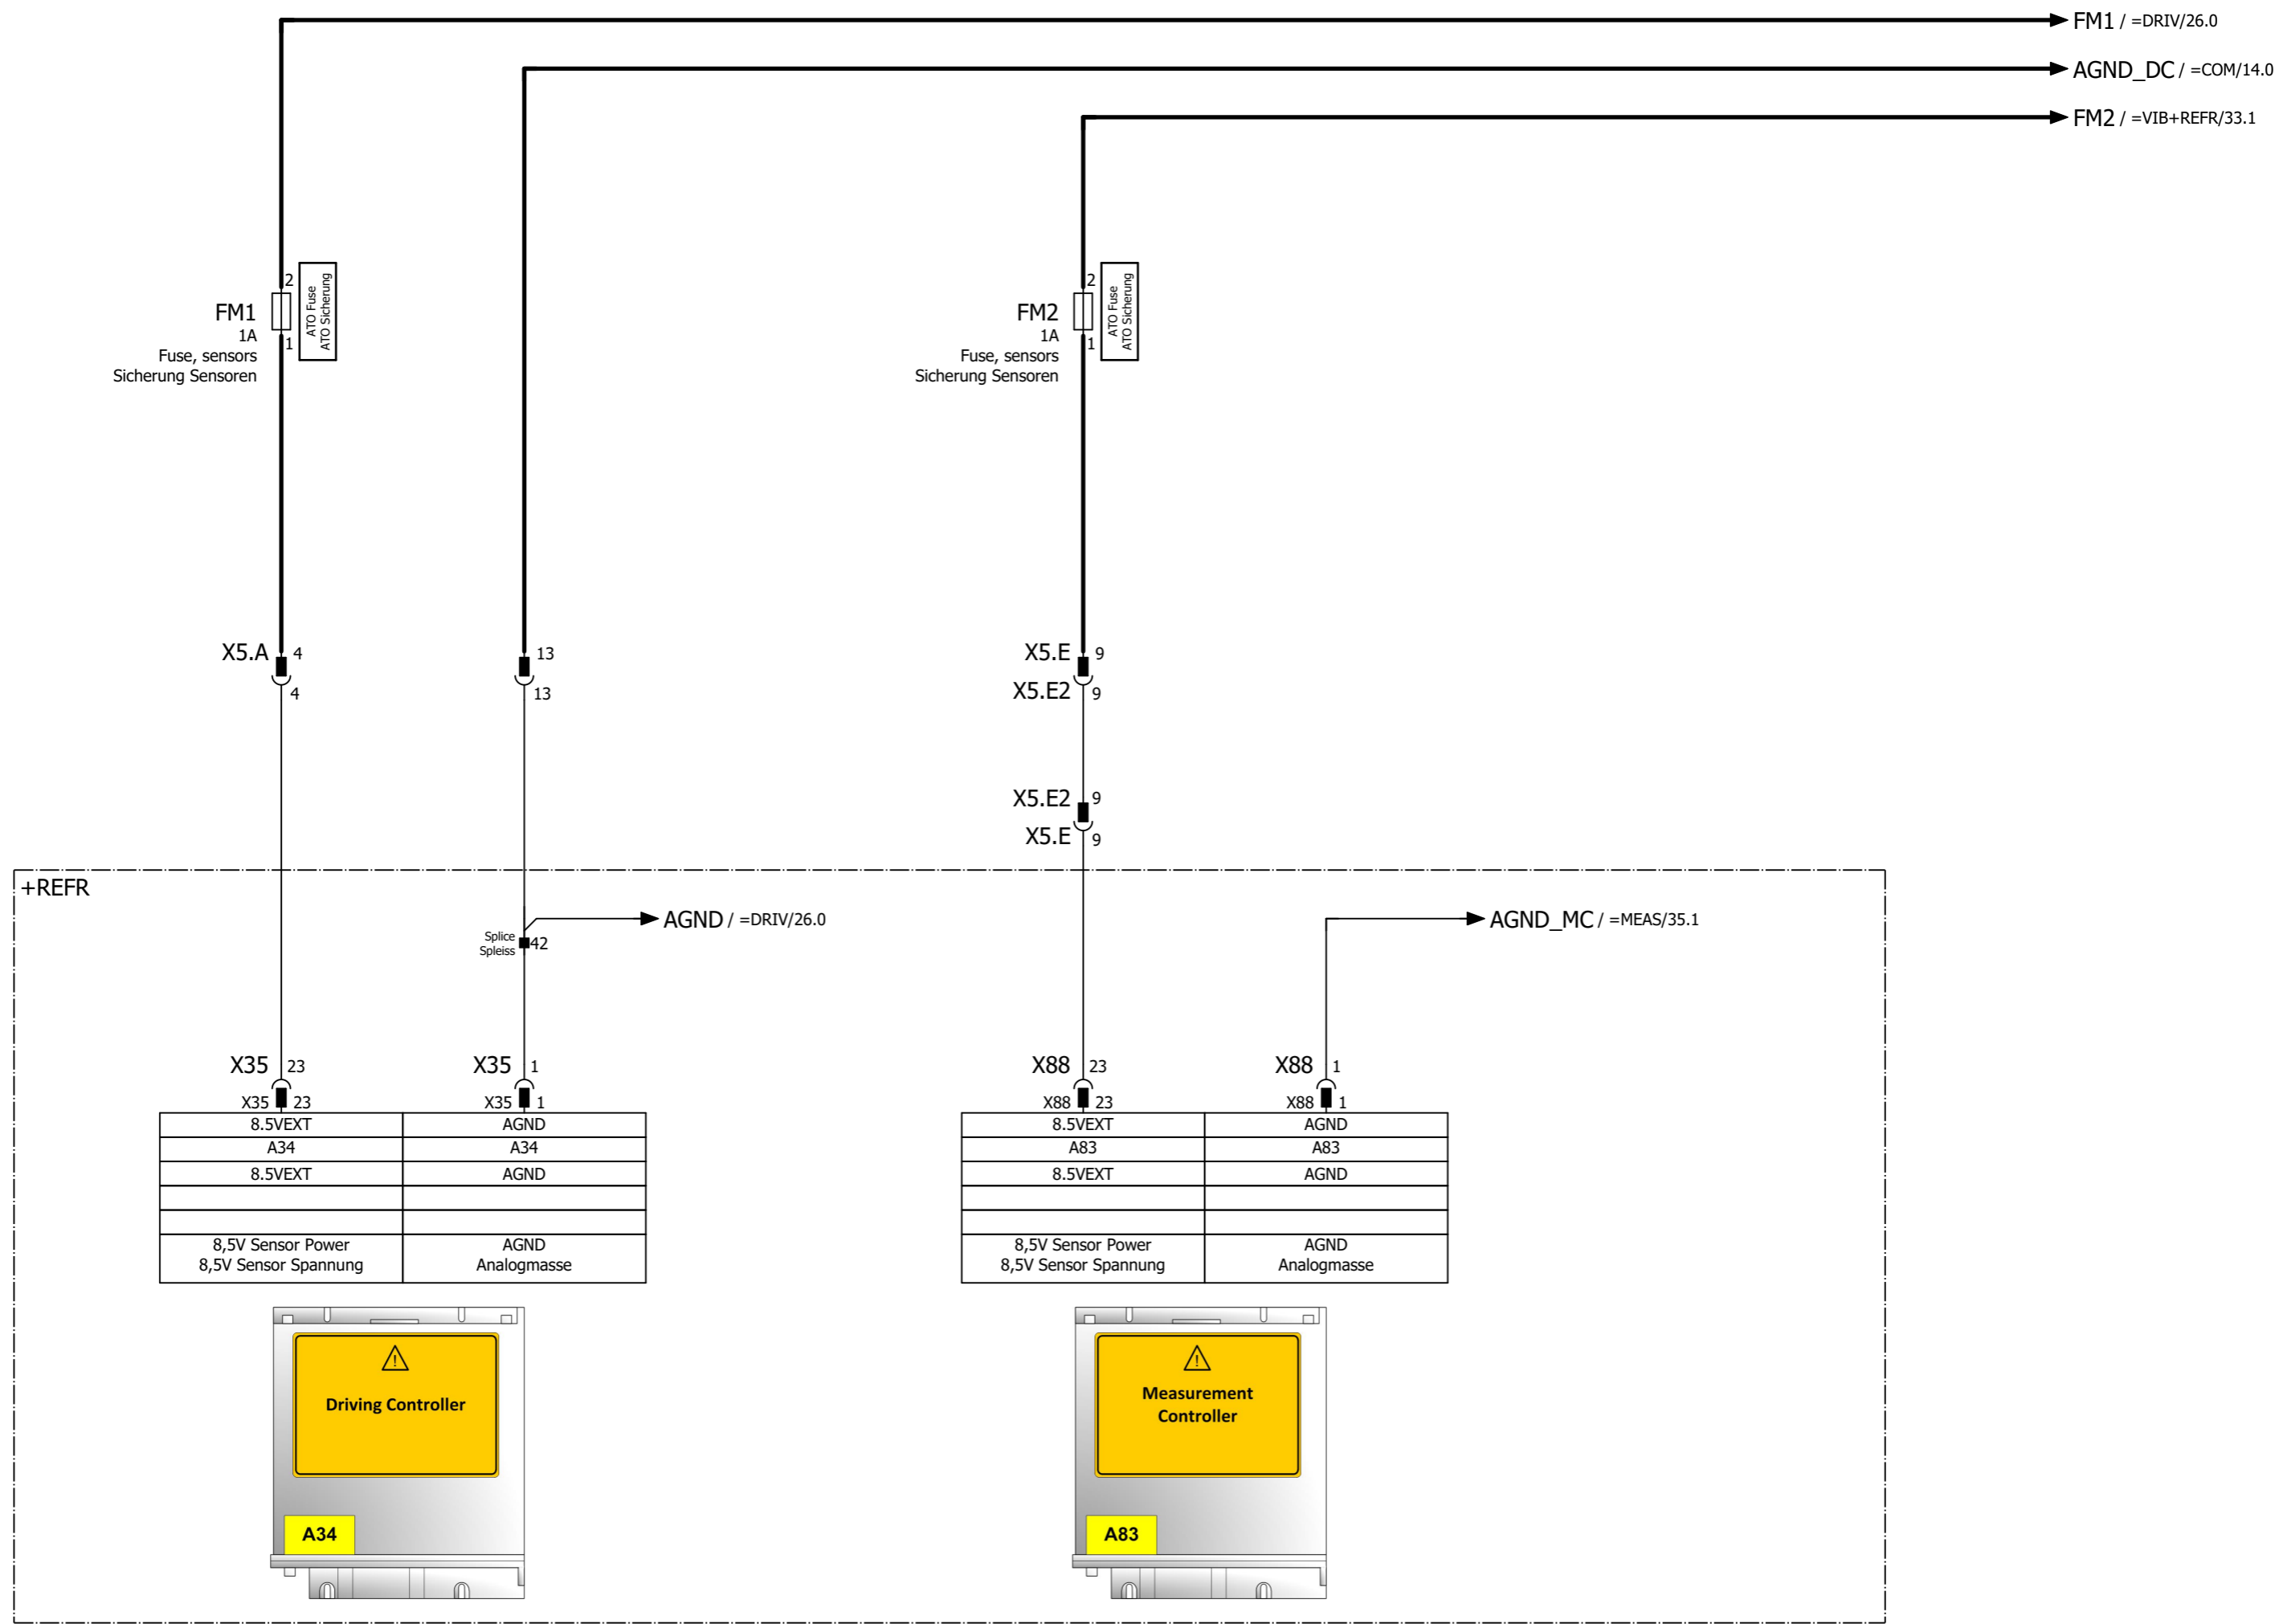 FM1 / =DRIV/26.0
AGND_DC / =COM/14.0
FM2 / =VIB+REFR/33.1
2
FM1
1A
1
Fuse, sensors
Sicherung Sensoren
ATO Fuse
ATO Sicherung
2
FM2
1A
1
Fuse, sensors
Sicherung Sensoren
ATO Fuse
ATO Sicherung
X5.A 4
4
13
13
X5.E 9
X5.E2 9
X5.E2 9
X5.E 9
+REFR
AGND / =DRIV/26.0
Splice
Spleiss
42
AGND_MC / =MEAS/35.1
X35 23
X35 23
X35 1
X35 1
X88 23
X88 23
X88 1
X88 1
8.5VEXT AGND
A34 A34
8.5VEXT AGND
8,5V Sensor Power AGND
8,5V Sensor Spannung Analogmasse
8.5VEXT AGND
A83 A83
8.5VEXT AGND
8,5V Sensor Power AGND
8,5V Sensor Spannung Analogmasse
!
Driving Controller
A34
!
Measurement
Controller
A83